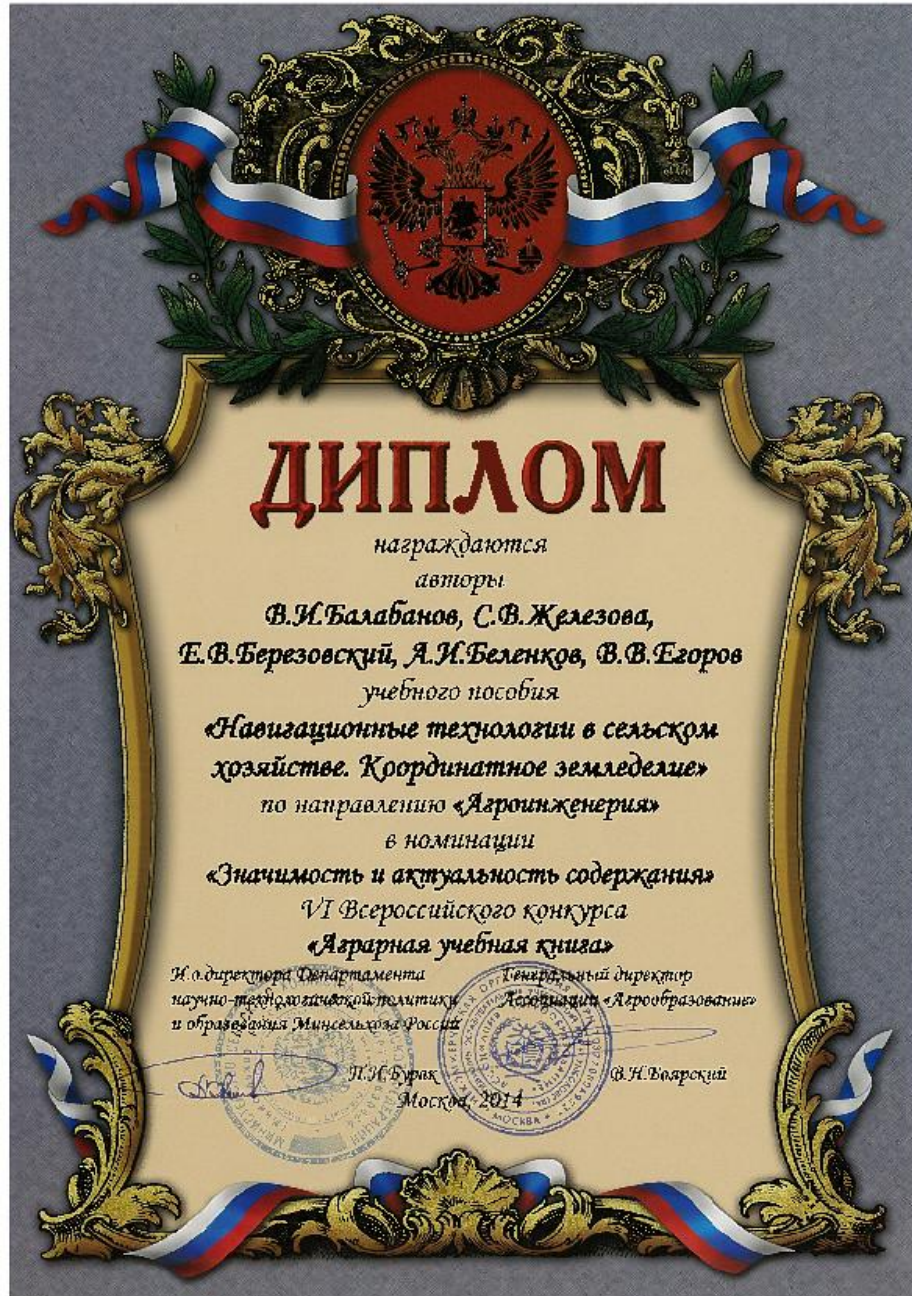 ДИПЛОМ
награждаются
авторы
В.И.Балабанов, С.В.Железова,
Е.В.Березовский, А.И.Беленков, В.В.Егоров
учебного пособия
«Навигационные технологии в сельском
хозяйстве. Координатное земледелие»
по направлению «Агроинженерия»
в номинации
«Значимость и актуальность содержания»
VI Всероссийского конкурса
«Аграрная учебная книга»
И.о.директора Департамента
научно-технологической политики
и образования Минсельхоза России
П.И.Бурак
Генеральный директор
Ассоциации «Агрообразование»
В.Н.Боярский
Москва, 2014
МОСКВА